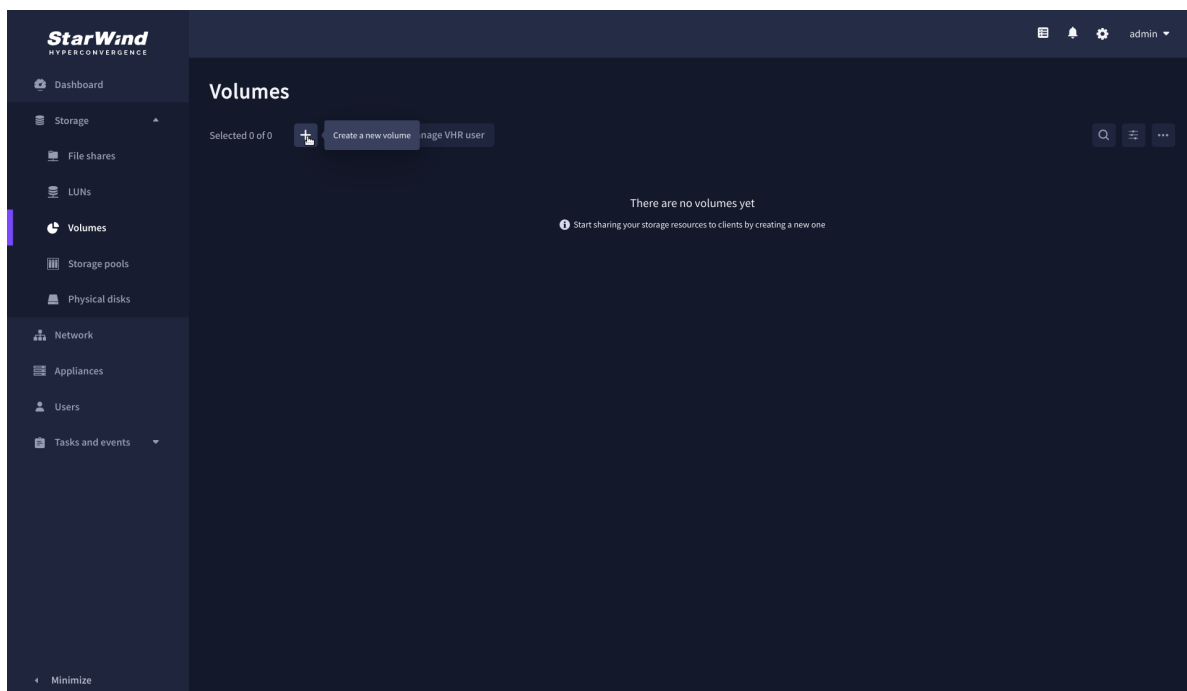 StarWind
HYPERCONVERGENCE
admin
Dashboard
Storage
File shares
LUNs
Volumes
Storage pools
Physical disks
Network
Appliances
Users
Tasks and events
Minimize
Volumes
Selected 0 of 0
Create a new volume
nage VHR user
There are no volumes yet
Start sharing your storage resources to clients by creating a new one